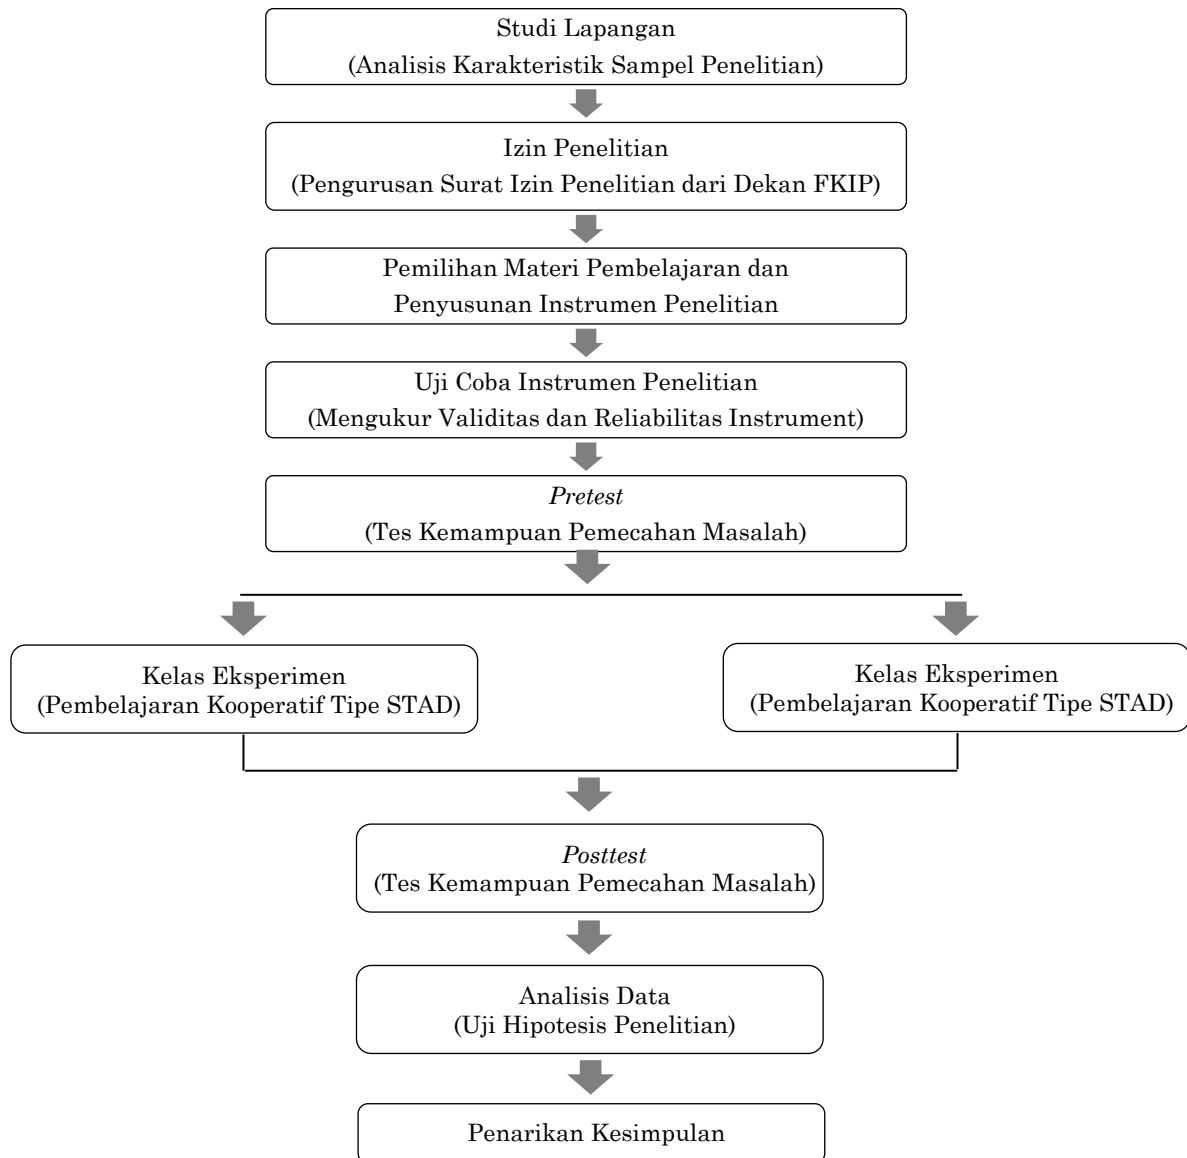 Studi Lapangan
(Analisis Karakteristik Sampel Penelitian)
Izin Penelitian
(Pengurusan Surat Izin Penelitian dari Dekan FKIP)
Pemilihan Materi Pembelajaran dan
Penyusunan Instrumen Penelitian
Uji Coba Instrumen Penelitian
(Mengukur Validitas dan Reliabilitas Instrument)
Pretest
(Tes Kemampuan Pemecahan Masalah)
Kelas Eksperimen
(Pembelajaran Kooperatif Tipe STAD)
Kelas Eksperimen
(Pembelajaran Kooperatif Tipe STAD)
Posttest
(Tes Kemampuan Pemecahan Masalah)
Analisis Data
(Uji Hipotesis Penelitian)
Penarikan Kesimpulan